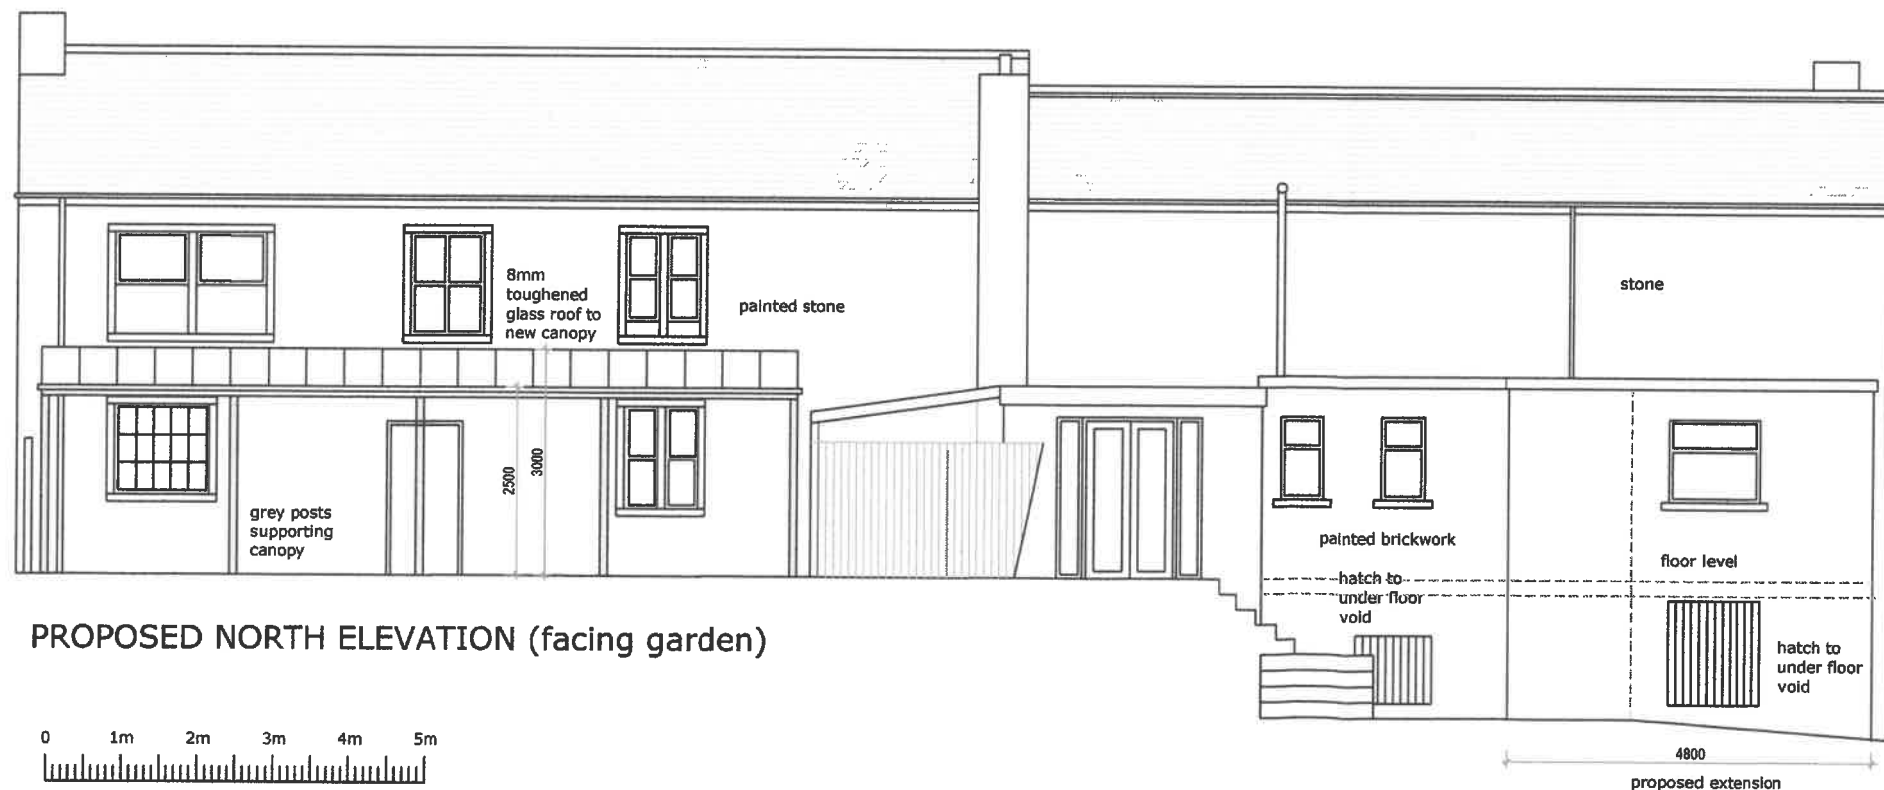 8mm
toughened
glass roof to
new canopy
painted stone
stone
2500
3000
grey posts
supporting
canopy
painted brickwork
floor level
hatch to
under floor
void
hatch to
under floor
void
PROPOSED NORTH ELEVATION (facing garden)
0 1m 2m 3m 4m 5m
4800
proposed extension